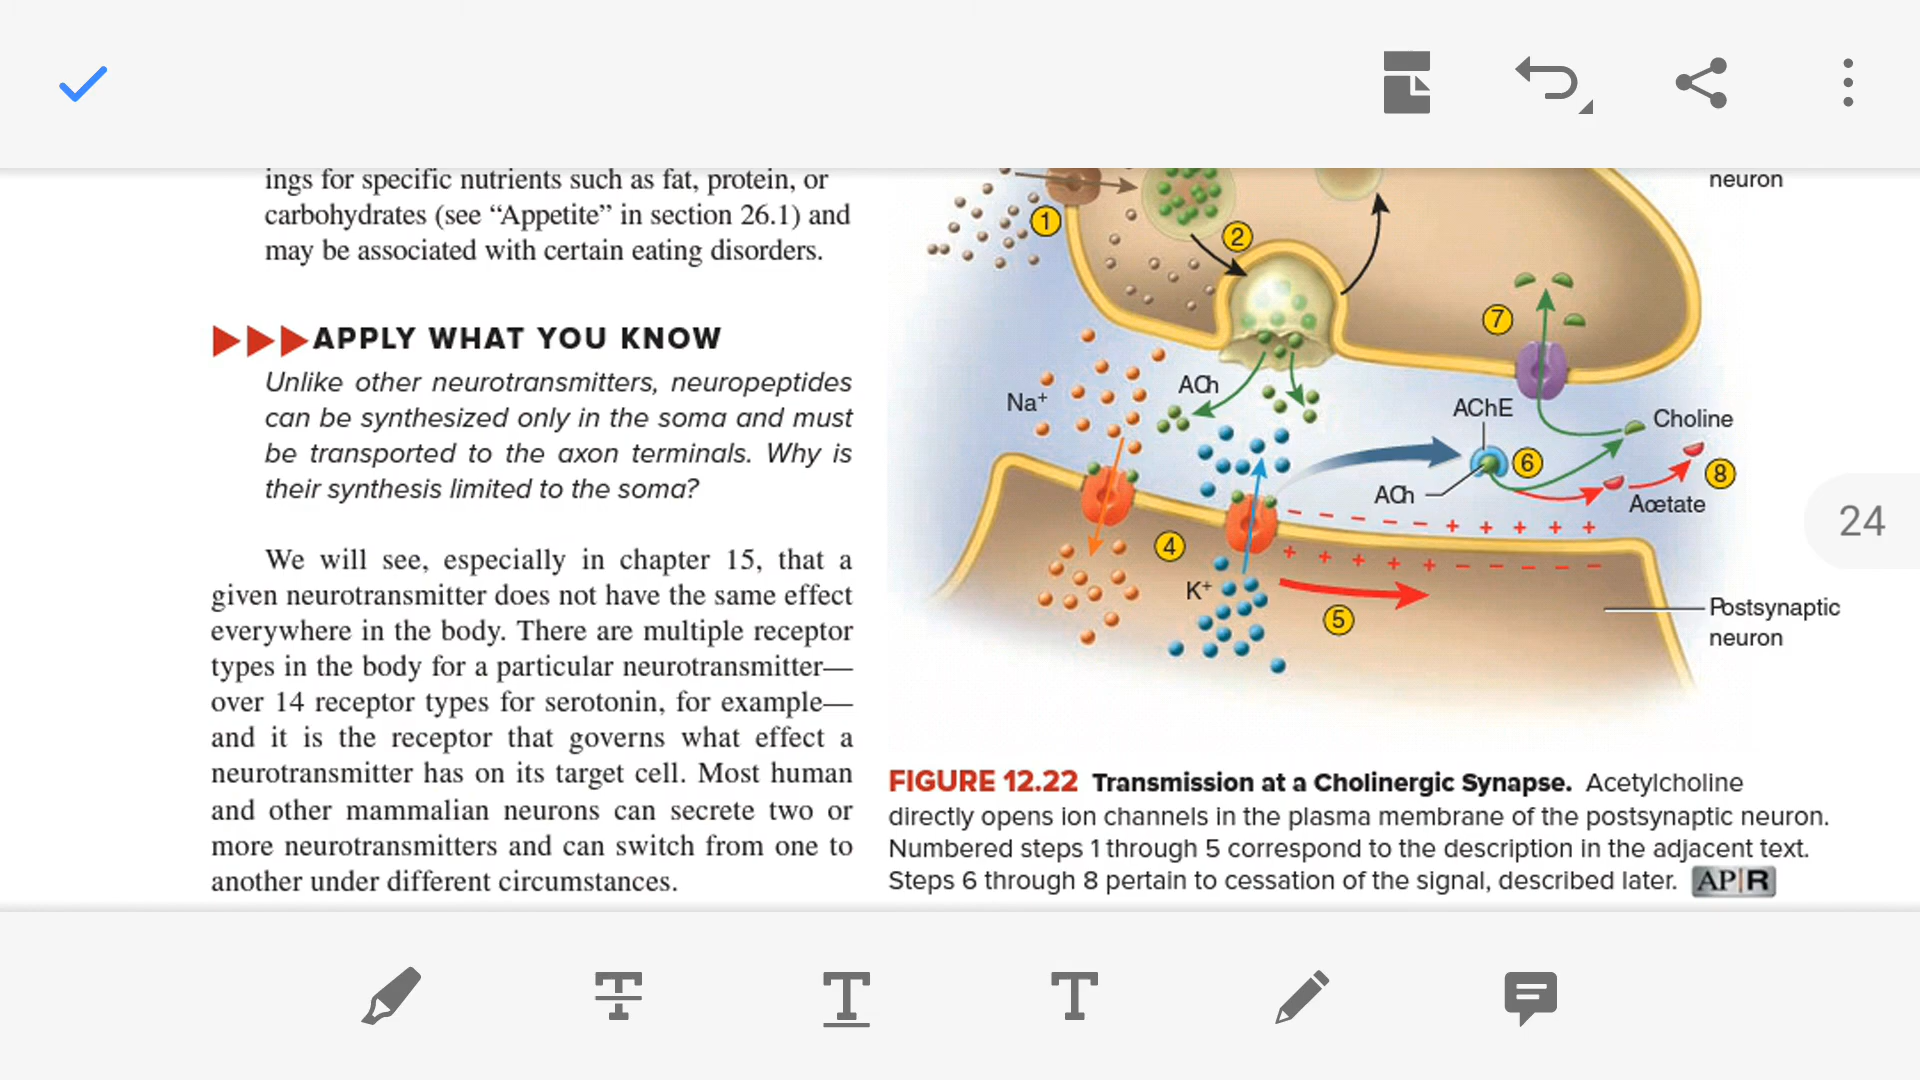 ings for specific nutrients such as fat, protein, or
carbohydrates (see “Appetite” in section 26.1) and
may be associated with certain eating disorders.
APPLY WHAT YOU KNOW
Unlike other neurotransmitters, neuropeptides
can be synthesized only in the soma and must
be transported to the axon terminals. Why is
their synthesis limited to the soma?
We will see, especially in chapter 15, that a
given neurotransmitter does not have the same effect
everywhere in the body. There are multiple receptor
types in the body for a particular neurotransmitter—
over 14 receptor types for serotonin, for example—
and it is the receptor that governs what effect a
neurotransmitter has on its target cell. Most human
and other mammalian neurons can secrete two or
more neurotransmitters and can switch from one to
another under different circumstances.
neuron
1
2
7
ACh
Na+
AChE
Choline
6
8
ACh
Acetate
4
K+
5
Postsynaptic
neuron
24
FIGURE 12.22 Transmission at a Cholinergic Synapse. Acetylcholine
directly opens ion channels in the plasma membrane of the postsynaptic neuron.
Numbered steps 1 through 5 correspond to the description in the adjacent text.
Steps 6 through 8 pertain to cessation of the signal, described later. AP|R